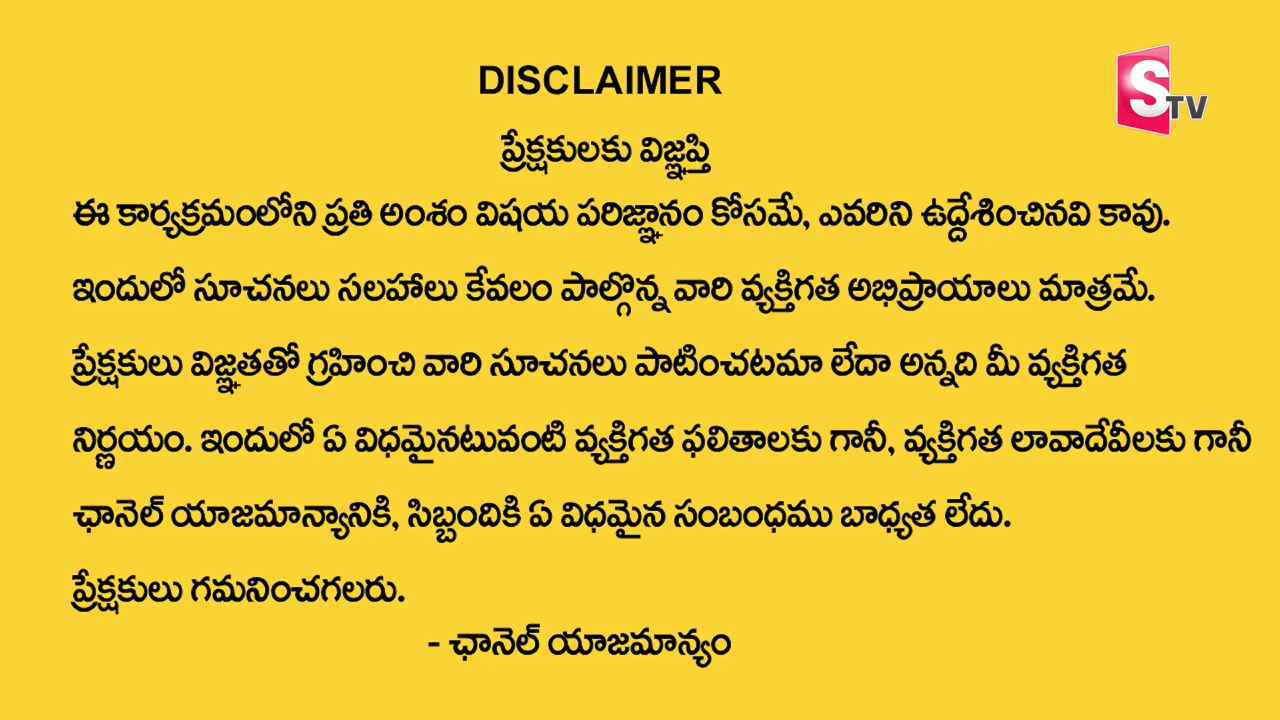 DISCLAIMER
STV
ప్రేక్షకులకు విజ్ఞప్తి
ఈ కార్యక్రమంలోని ప్రతి అంశం విషయ పరిజ్ఞానం కోసమే, ఎవరిని ఉద్దేశించినవి కావు.
ఇందులో సూచనలు సలహాలు కేవలం పాల్గొన్న వారి వ్యక్తిగత అభిప్రాయాలు మాత్రమే.
ప్రేక్షకులు విజ్ఞతతో గ్రహించి వారి సూచనలు పాటించటమా లేదా అన్నది మీ వ్యక్తిగత
నిర్ణయం. ఇందులో ఏ విధమైనటువంటి వ్యక్తిగత ఫలితాలకు గానీ, వ్యక్తిగత లావాదేవీలకు గానీ
ఛానెల్ యాజమాన్యానికి, సిబ్బందికి ఏ విధమైన సంబంధము బాధ్యత లేదు.
ప్రేక్షకులు గమనించగలరు.
- ఛానెల్ యాజమాన్యం